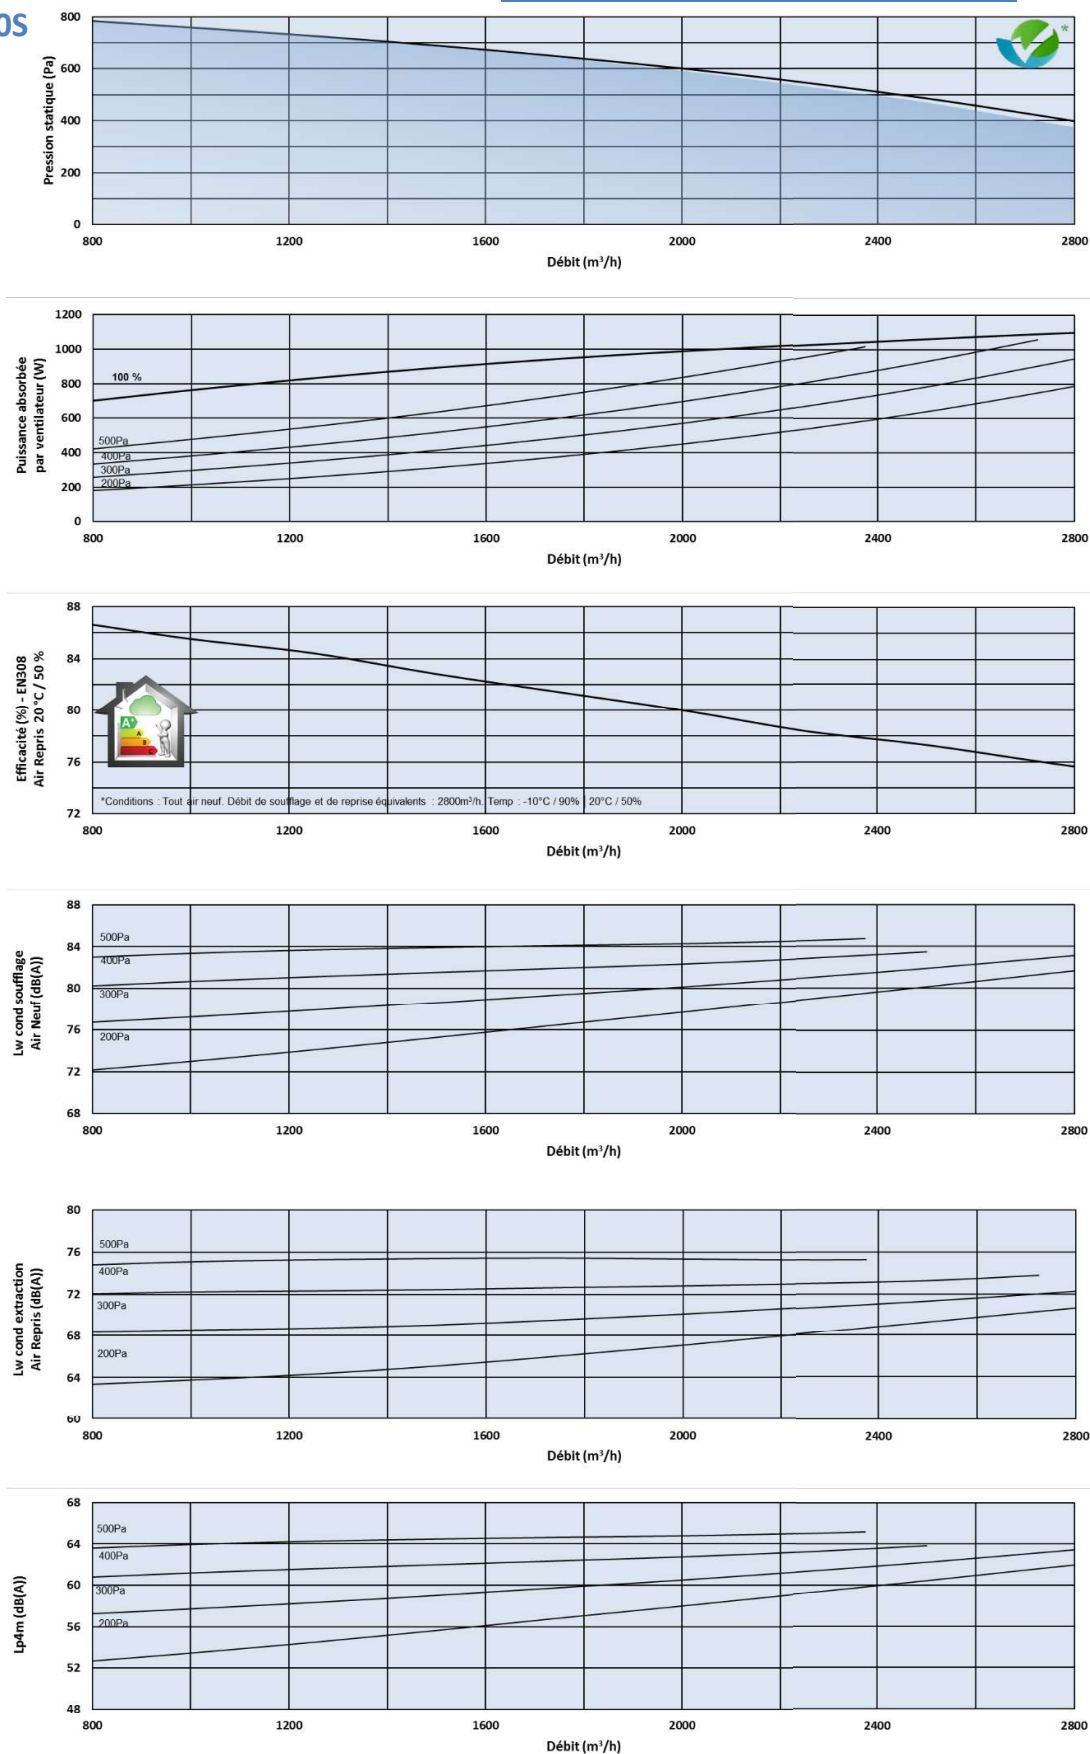 0S
800
600
400
200
0
Pression statique (Pa)
800 1200 1600 2000 2400 2800
Débit (m³/h)
*
1200
1000
800
600
400
200
0
Puissance absorbée
par ventilateur (W)
100 %
500Pa
400Pa
300Pa
200Pa
800 1200 1600 2000 2400 2800
Débit (m³/h)
88
84
80
76
72
Efficacité (%) - EN308
Air Repris 20 °C / 50 %
A+
A
B
C
*Conditions : Tout air neuf. Débit de soufflage et de reprise équivalents : 2800m³/h. Temp : -10°C / 90% | 20°C / 50%
800 1200 1600 2000 2400 2800
Débit (m³/h)
88
84
80
76
72
68
Lw cond soufflage
Air Neuf (dB(A))
500Pa
400Pa
300Pa
200Pa
800 1200 1600 2000 2400 2800
Débit (m³/h)
80
76
72
68
64
60
Lw cond extraction
Air Repris (dB(A))
500Pa
400Pa
300Pa
200Pa
800 1200 1600 2000 2400 2800
Débit (m³/h)
68
64
60
56
52
48
Lp4m (dB(A))
500Pa
400Pa
300Pa
200Pa
800 1200 1600 2000 2400 2800
Débit (m³/h)